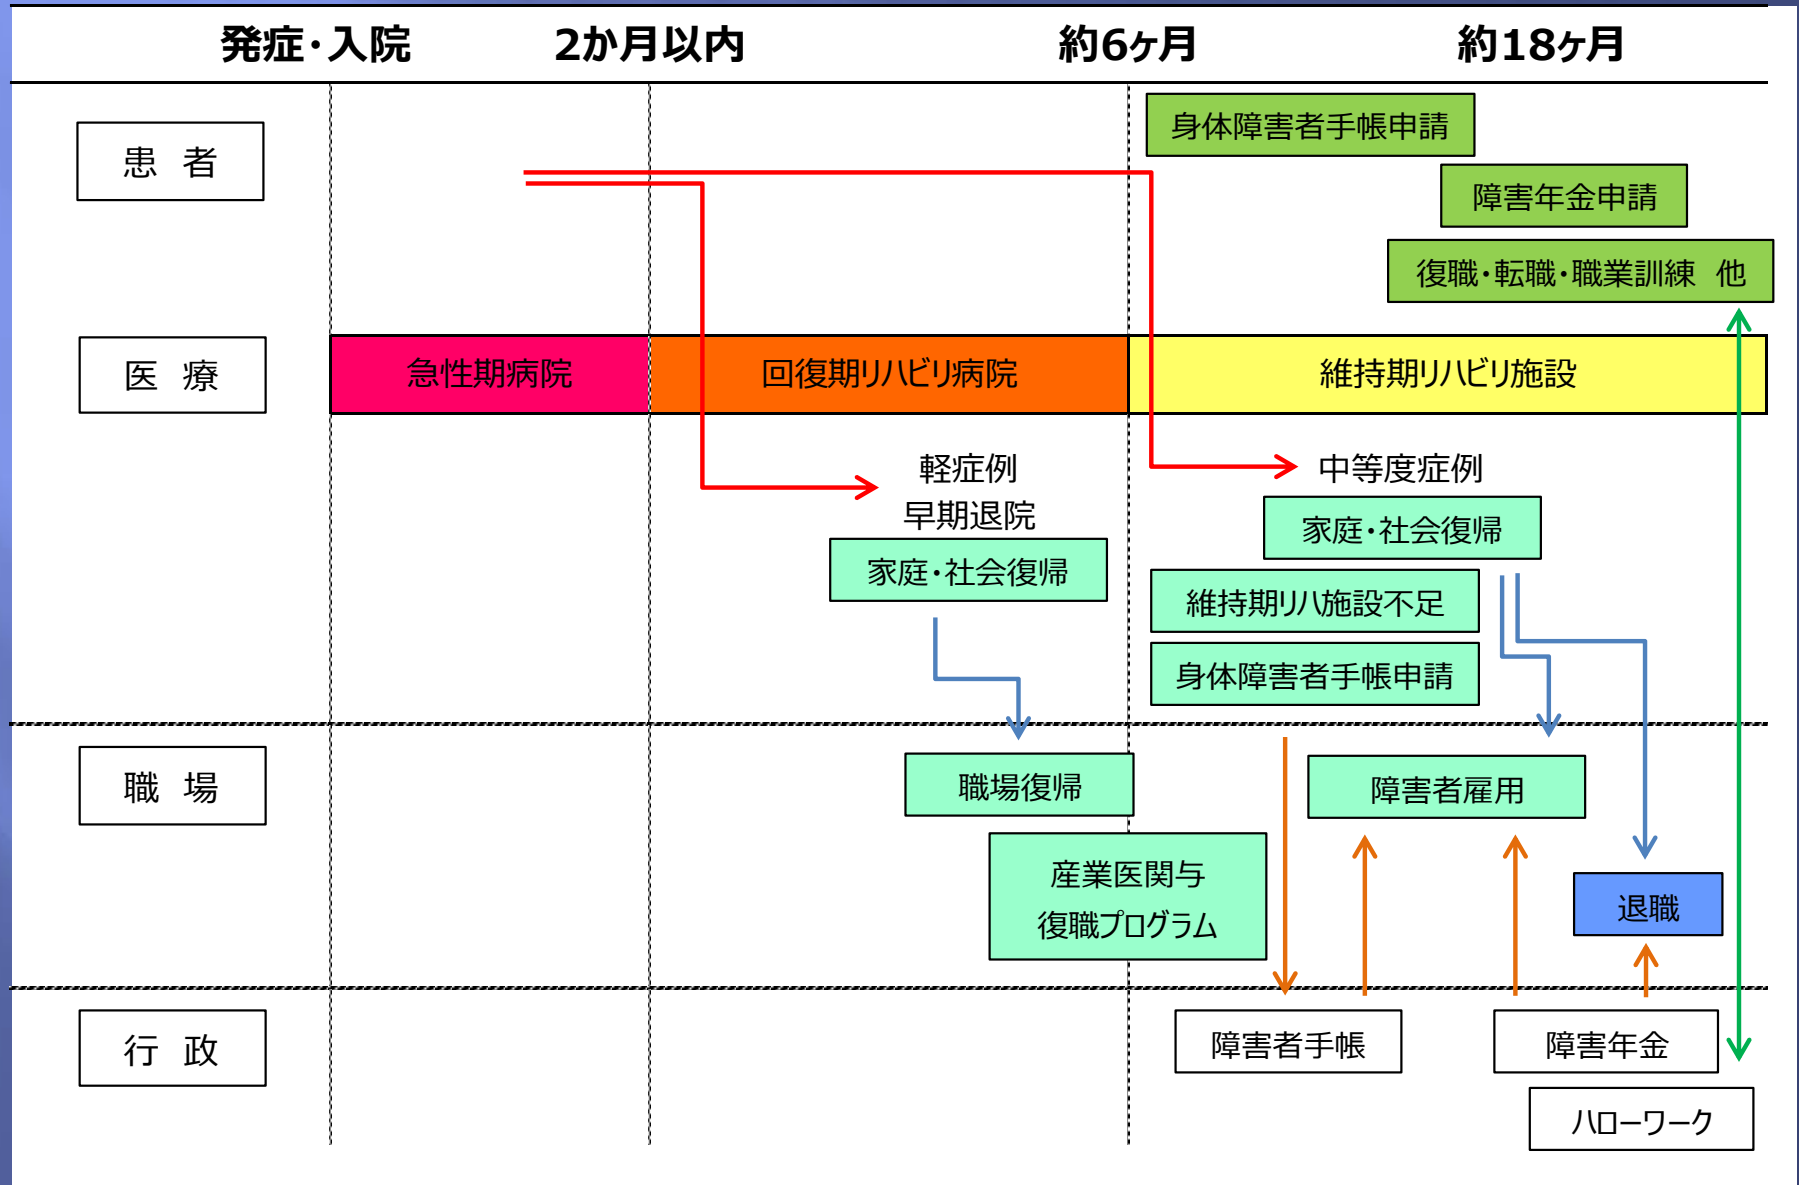 発症・入院
2か月以内
約6ヶ月
約18ヶ月
患 者
身体障害者手帳申請
障害年金申請
復職・転職・職業訓練 他
医 療
急性期病院
回復期リハビリ病院
維持期リハビリ施設
軽症例
早期退院
家庭・社会復帰
中等度症例
家庭・社会復帰
維持期リハ施設不足
身体障害者手帳申請
職 場
職場復帰
産業医関与
復職プログラム
障害者雇用
退職
行 政
障害者手帳
障害年金
ハローワーク